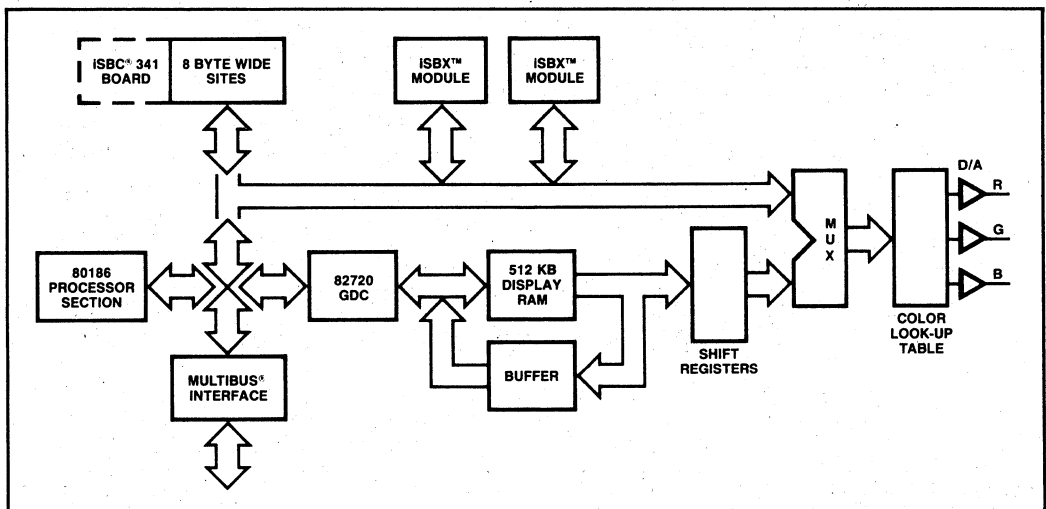 iSBC® 341
BOARD
8 BYTE WIDE
SITES
iSBX™
MODULE
iSBX™
MODULE
D/A
R
G
B
M
U
X
80186
PROCESSOR
SECTION
82720
GDC
512 KB
DISPLAY
RAM
BUFFER
SHIFT
REGISTERS
COLOR
LOOK-UP
TABLE
MULTIBUS®
INTERFACE